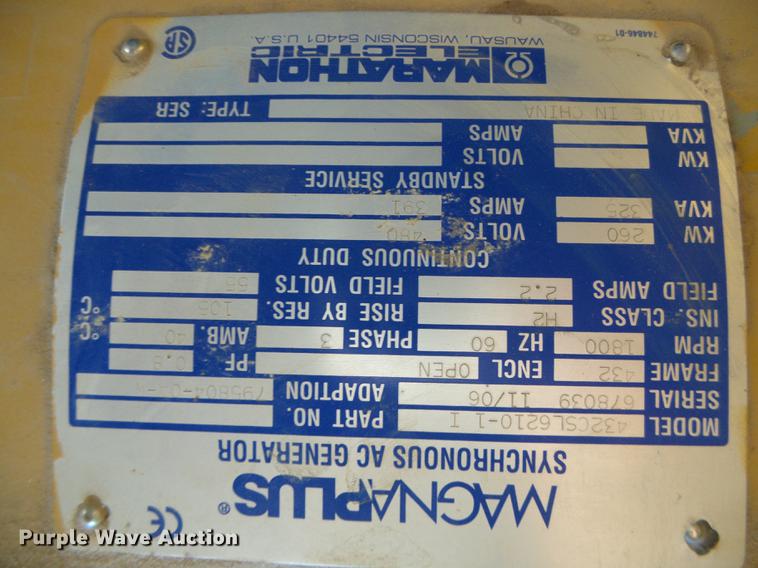 MAGNAPLUS®
CE
SYNCHRONOUS AC GENERATOR
MODEL 432CSL6210-1 I PART NO.
SERIAL 678039 11/06 ADAPTION
FRAME 432 ENCL OPEN PF 0.8
RPM 1800 HZ 60 PHASE 3 AMB. 40 °C
INS. CLASS H2 RISE BY RES. 105 °C
FIELD AMPS 2.2 FIELD VOLTS 55
CONTINUOUS DUTY
KW 260 VOLTS 480
KVA 325 AMPS 391
STANDBY SERVICE
KW VOLTS
KVA AMPS
MADE IN CHINA TYPE: SER
MARATHON
ELECTRIC
WAUSAU, WISCONSIN 54401 U.S.A.
744846-01
Purple Wave Auction